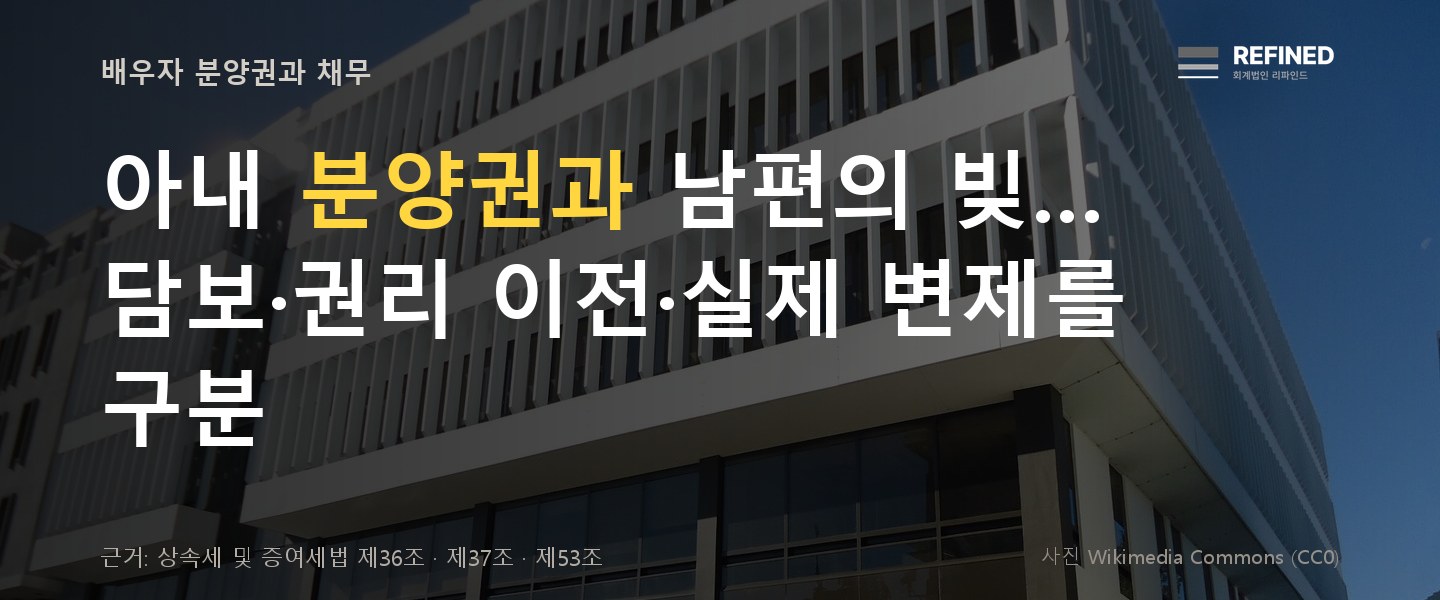 배우자 분양권과 채무
REFINED
회계법인 리파인드
아내 분양권과 남편의 빚...
담보·권리 이전·실제 변제를
구분
근거: 상속세 및 증여세법 제36조 · 제37조 · 제53조
사진 Wikimedia Commons (CC0)